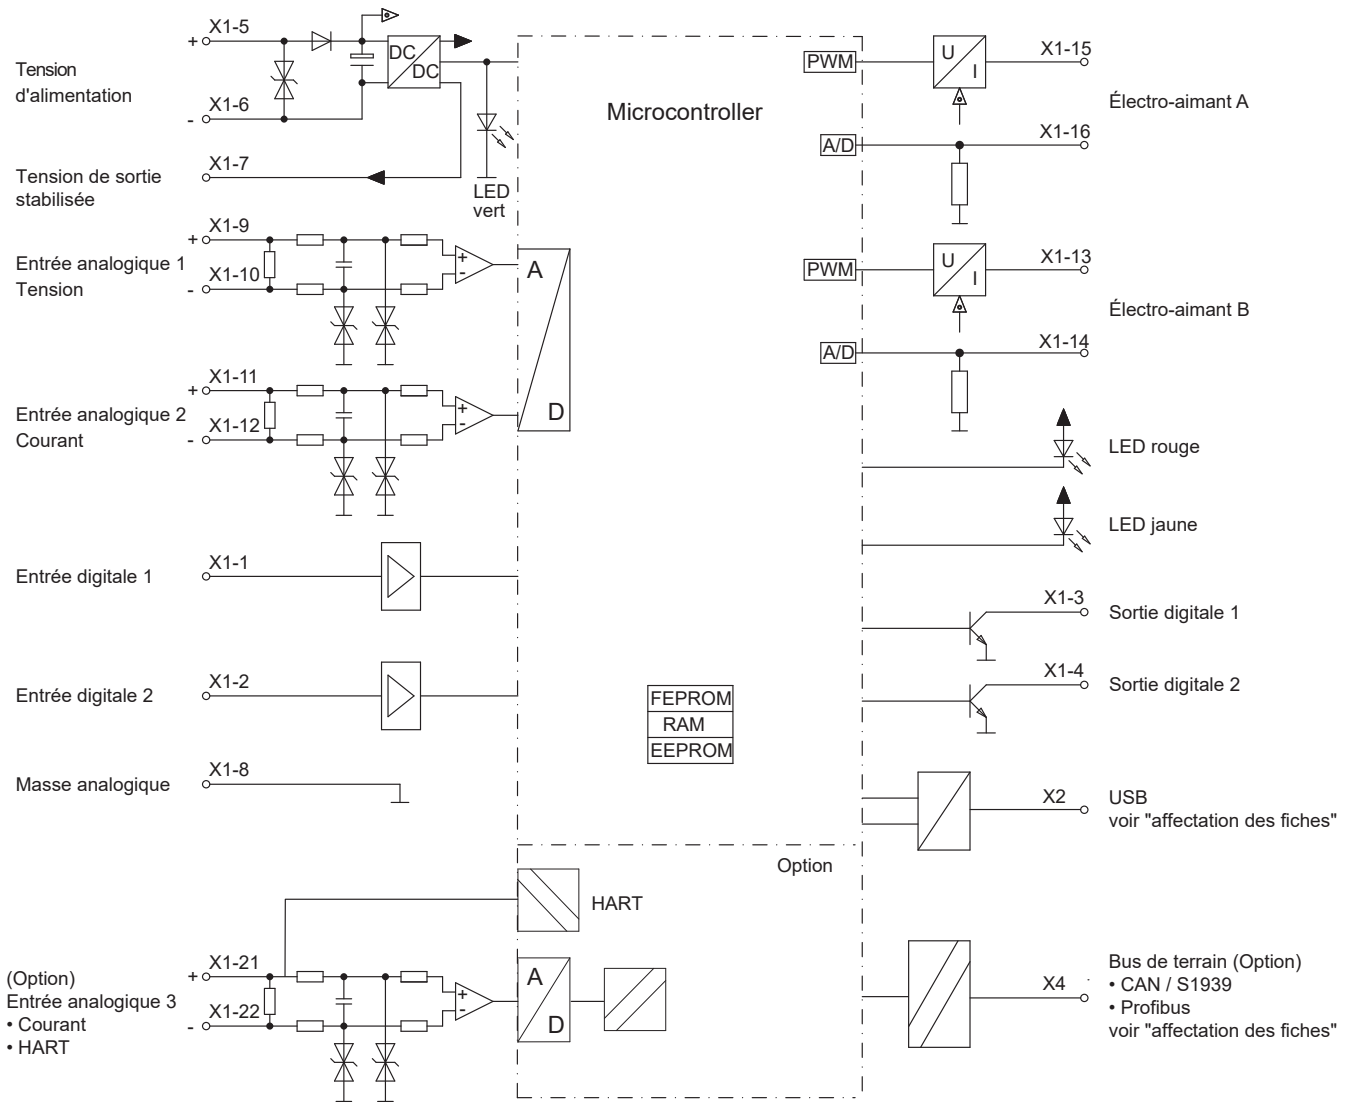 X1-5
+
Tension
d'alimentation
DC
DC
X1-6
-
X1-7
Tension de sortie
stabilisée
LED
vert
X1-9
+
Entrée analogique 1
Tension
X1-10
-
+
-
A
D
X1-11
+
Entrée analogique 2
Courant
X1-12
-
+
-
X1-1
Entrée digitale 1
X1-2
Entrée digitale 2
X1-8
Masse analogique
Microcontroller
FEPROM
RAM
EEPROM
Option
HART
X1-21
+
(Option)
Entrée analogique 3
• Courant
• HART
X1-22
-
+
-
A
D
PWM
U
I
X1-15
Électro-aimant A
A/D
X1-16
PWM
U
I
X1-13
Électro-aimant B
A/D
X1-14
LED rouge
LED jaune
X1-3
Sortie digitale 1
X1-4
Sortie digitale 2
X2
USB
voir "affectation des fiches"
X4
Bus de terrain (Option)
• CAN / S1939
• Profibus
voir "affectation des fiches"